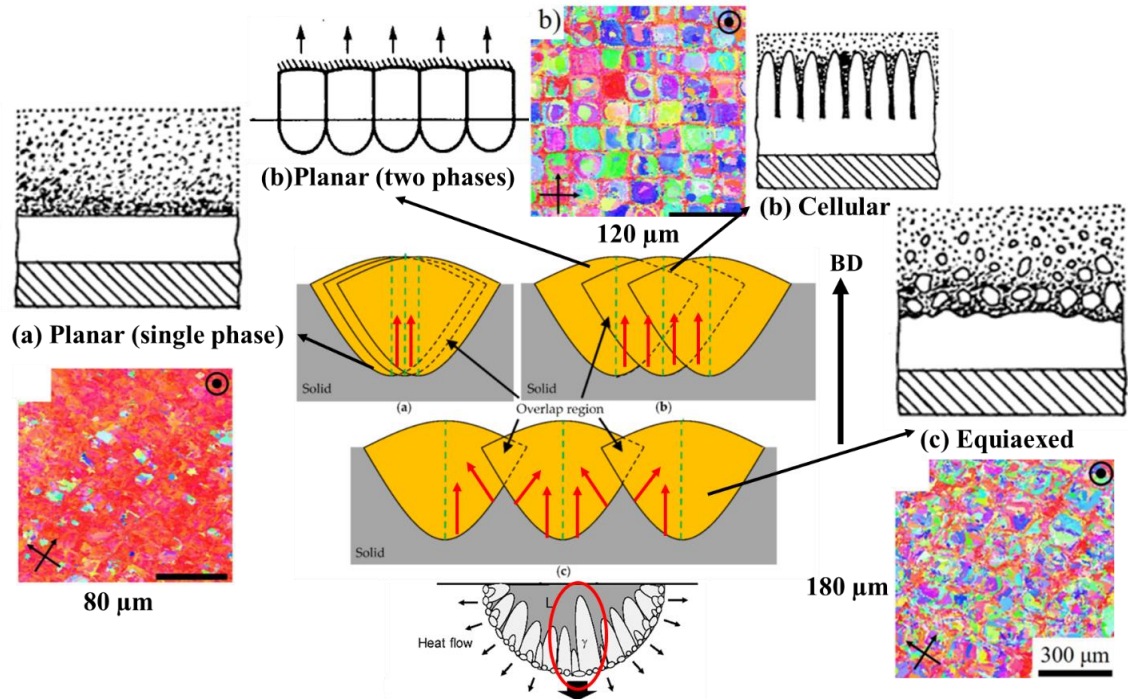 b)
(b)Planar (two phases)
(b) Cellular
120 µm
BD
(a) Planar (single phase)
Solid
Solid
(a)
Overlap region
(b)
(c) Equiaexed
Solid
(c)
80 µm
180 µm
L
Heat flow
γ
300 µm